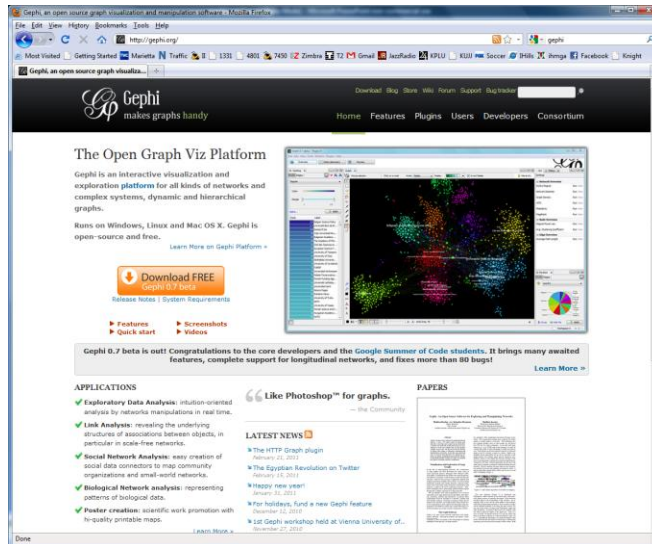 Gephi, an open source graph visualization and manipulation software - Mozilla Firefox
File Edit View History Bookmarks Tools Help
http://gephi.org/
gephi
Most Visited Getting Started Marietta Traffic II 1331 4801 7450 Zimbra T2 Gmail JazzRadio KPLU KUJJ Soccer IHills ihmga Facebook Knight
Gephi, an open source graph visualiza...
Gephi
makes graphs handy
Download Blog Store Wiki Forum Support Bug tracker
Home Features Plugins Users Developers Consortium
The Open Graph Viz Platform
Gephi is an interactive visualization and
exploration platform for all kinds of networks and
complex systems, dynamic and hierarchical
graphs.
Runs on Windows, Linux and Mac OS X. Gephi is
open-source and free.
Learn More on Gephi Platform »
Download FREE
Gephi 0.7 beta
Release Notes | System Requirements
Features
Screenshots
Quick start
Videos
Gephi 0.7 beta is out! Congratulations to the core developers and the Google Summer of Code students. It brings many awaited
features, complete support for longitudinal networks, and fixes more than 80 bugs!
Learn More »
APPLICATIONS
Exploratory Data Analysis: intuition-oriented
analysis by networks manipulations in real time.
Link Analysis: revealing the underlying
structures of associations between objects, in
particular in scale-free networks.
Social Network Analysis: easy creation of
social data connectors to map community
organizations and small-world networks.
Biological Network analysis: representing
patterns of biological data.
Poster creation: scientific work promotion with
hi-quality printable maps.
Learn More »
Like Photoshop™ for graphs.
— the Community
LATEST NEWS
The HTTP Graph plugin
February 21, 2011
The Egyptian Revolution on Twitter
February 15, 2011
Happy new year!
January 31, 2011
For holidays, fund a new Gephi feature
December 12, 2010
1st Gephi workshop held at Vienna University of...
November 27, 2010
PAPERS
Done